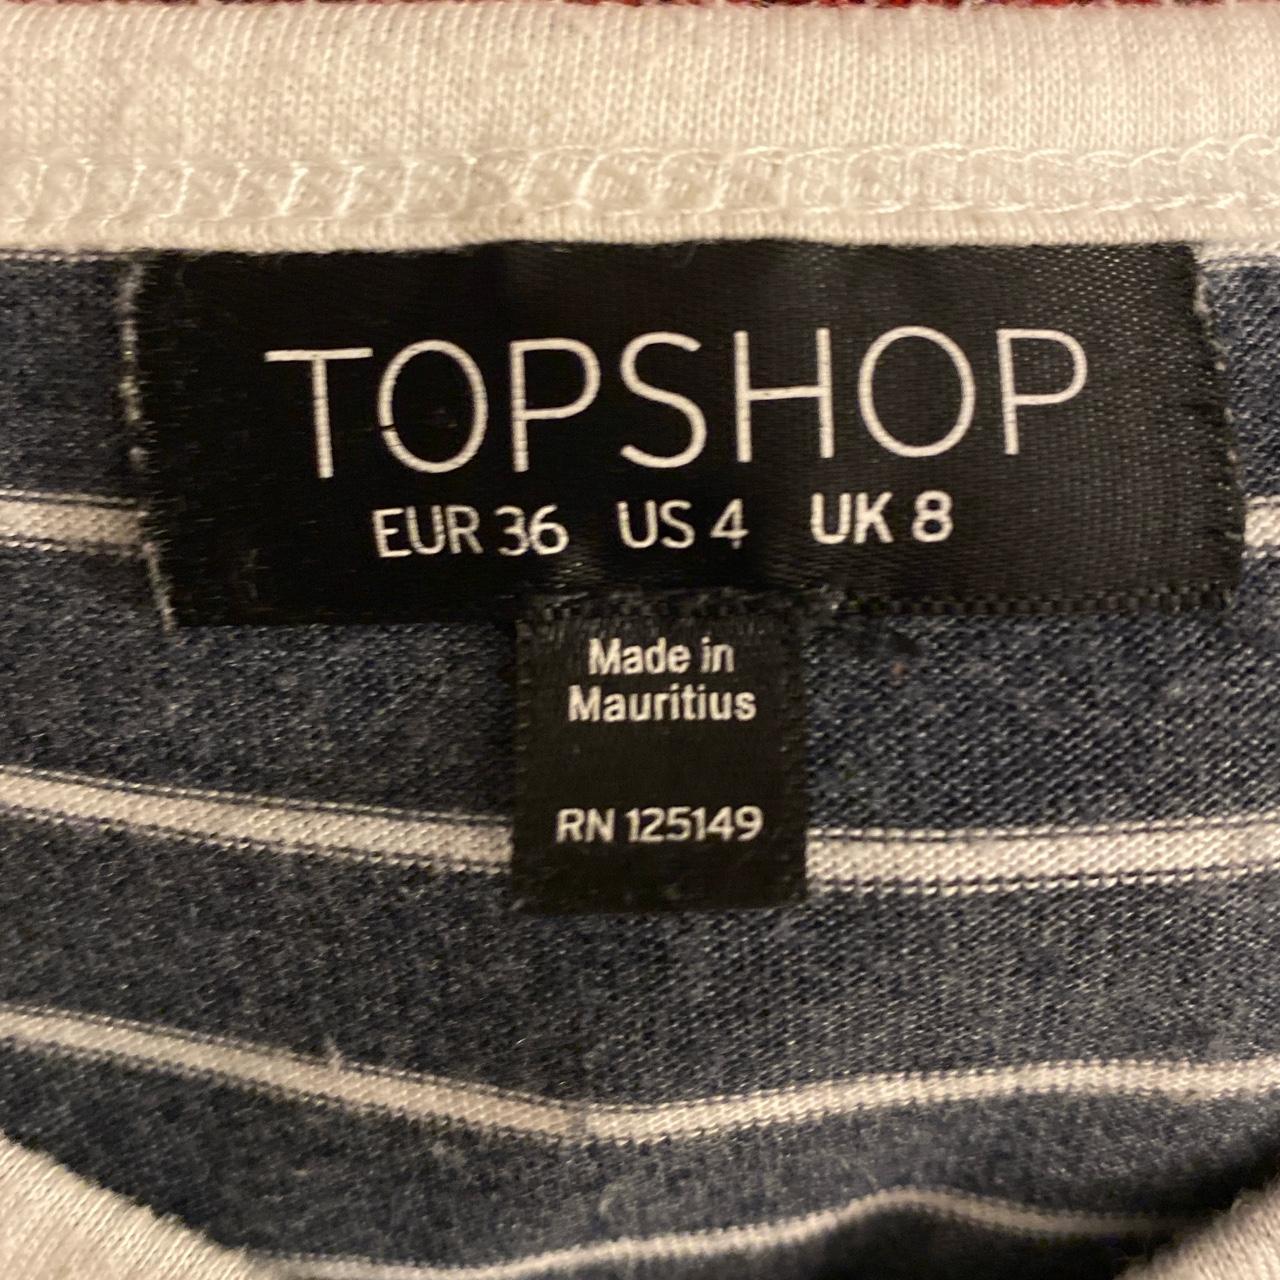 TOPSHOP
EUR 36 US 4 UK 8
Made in
Mauritius
RN 125149